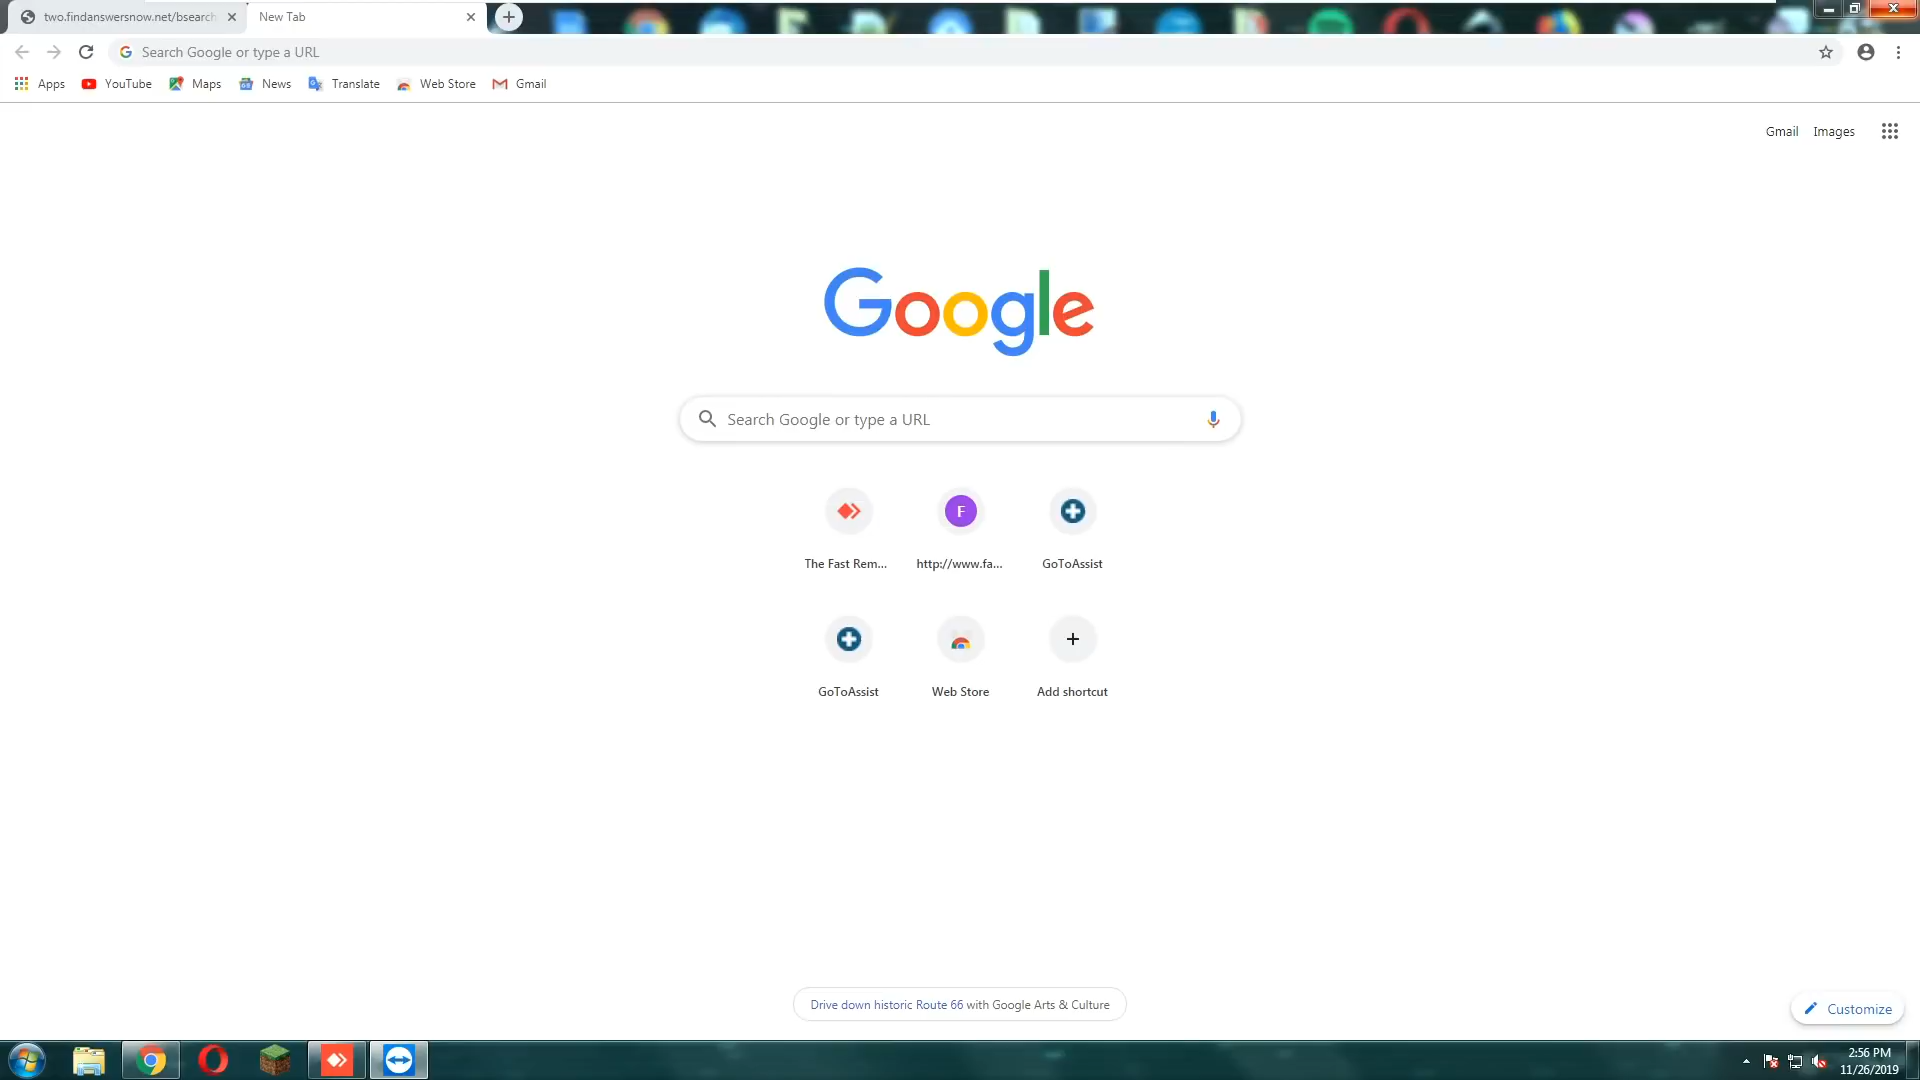 two.findanswersnow.net/bsearch
New Tab
Search Google or type a URL
Apps
YouTube
Maps
News
Translate
Web Store
Gmail
Gmail
Images
Google
Search Google or type a URL
The Fast Rem...
F
http://www.fa...
GoToAssist
GoToAssist
Web Store
Add shortcut
Drive down historic Route 66 with Google Arts & Culture
Customize
2:56 PM
11/26/2019